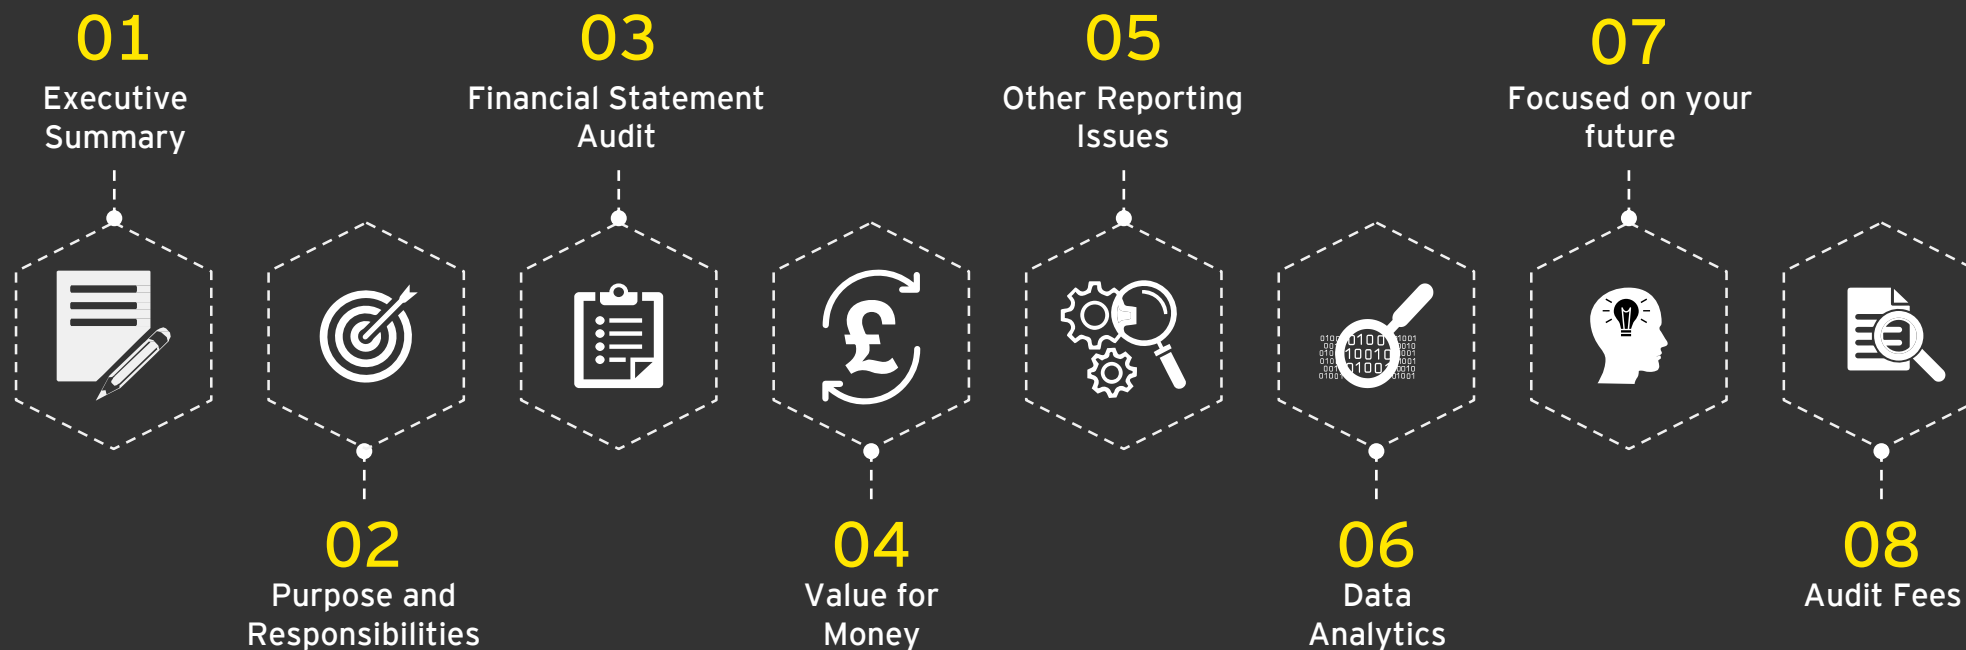 01
Executive
Summary
02
Purpose and
Responsibilities
03
Financial Statement
Audit
04
Value for
Money
05
Other Reporting
Issues
06
Data
Analytics
07
Focused on your
future
08
Audit Fees
£